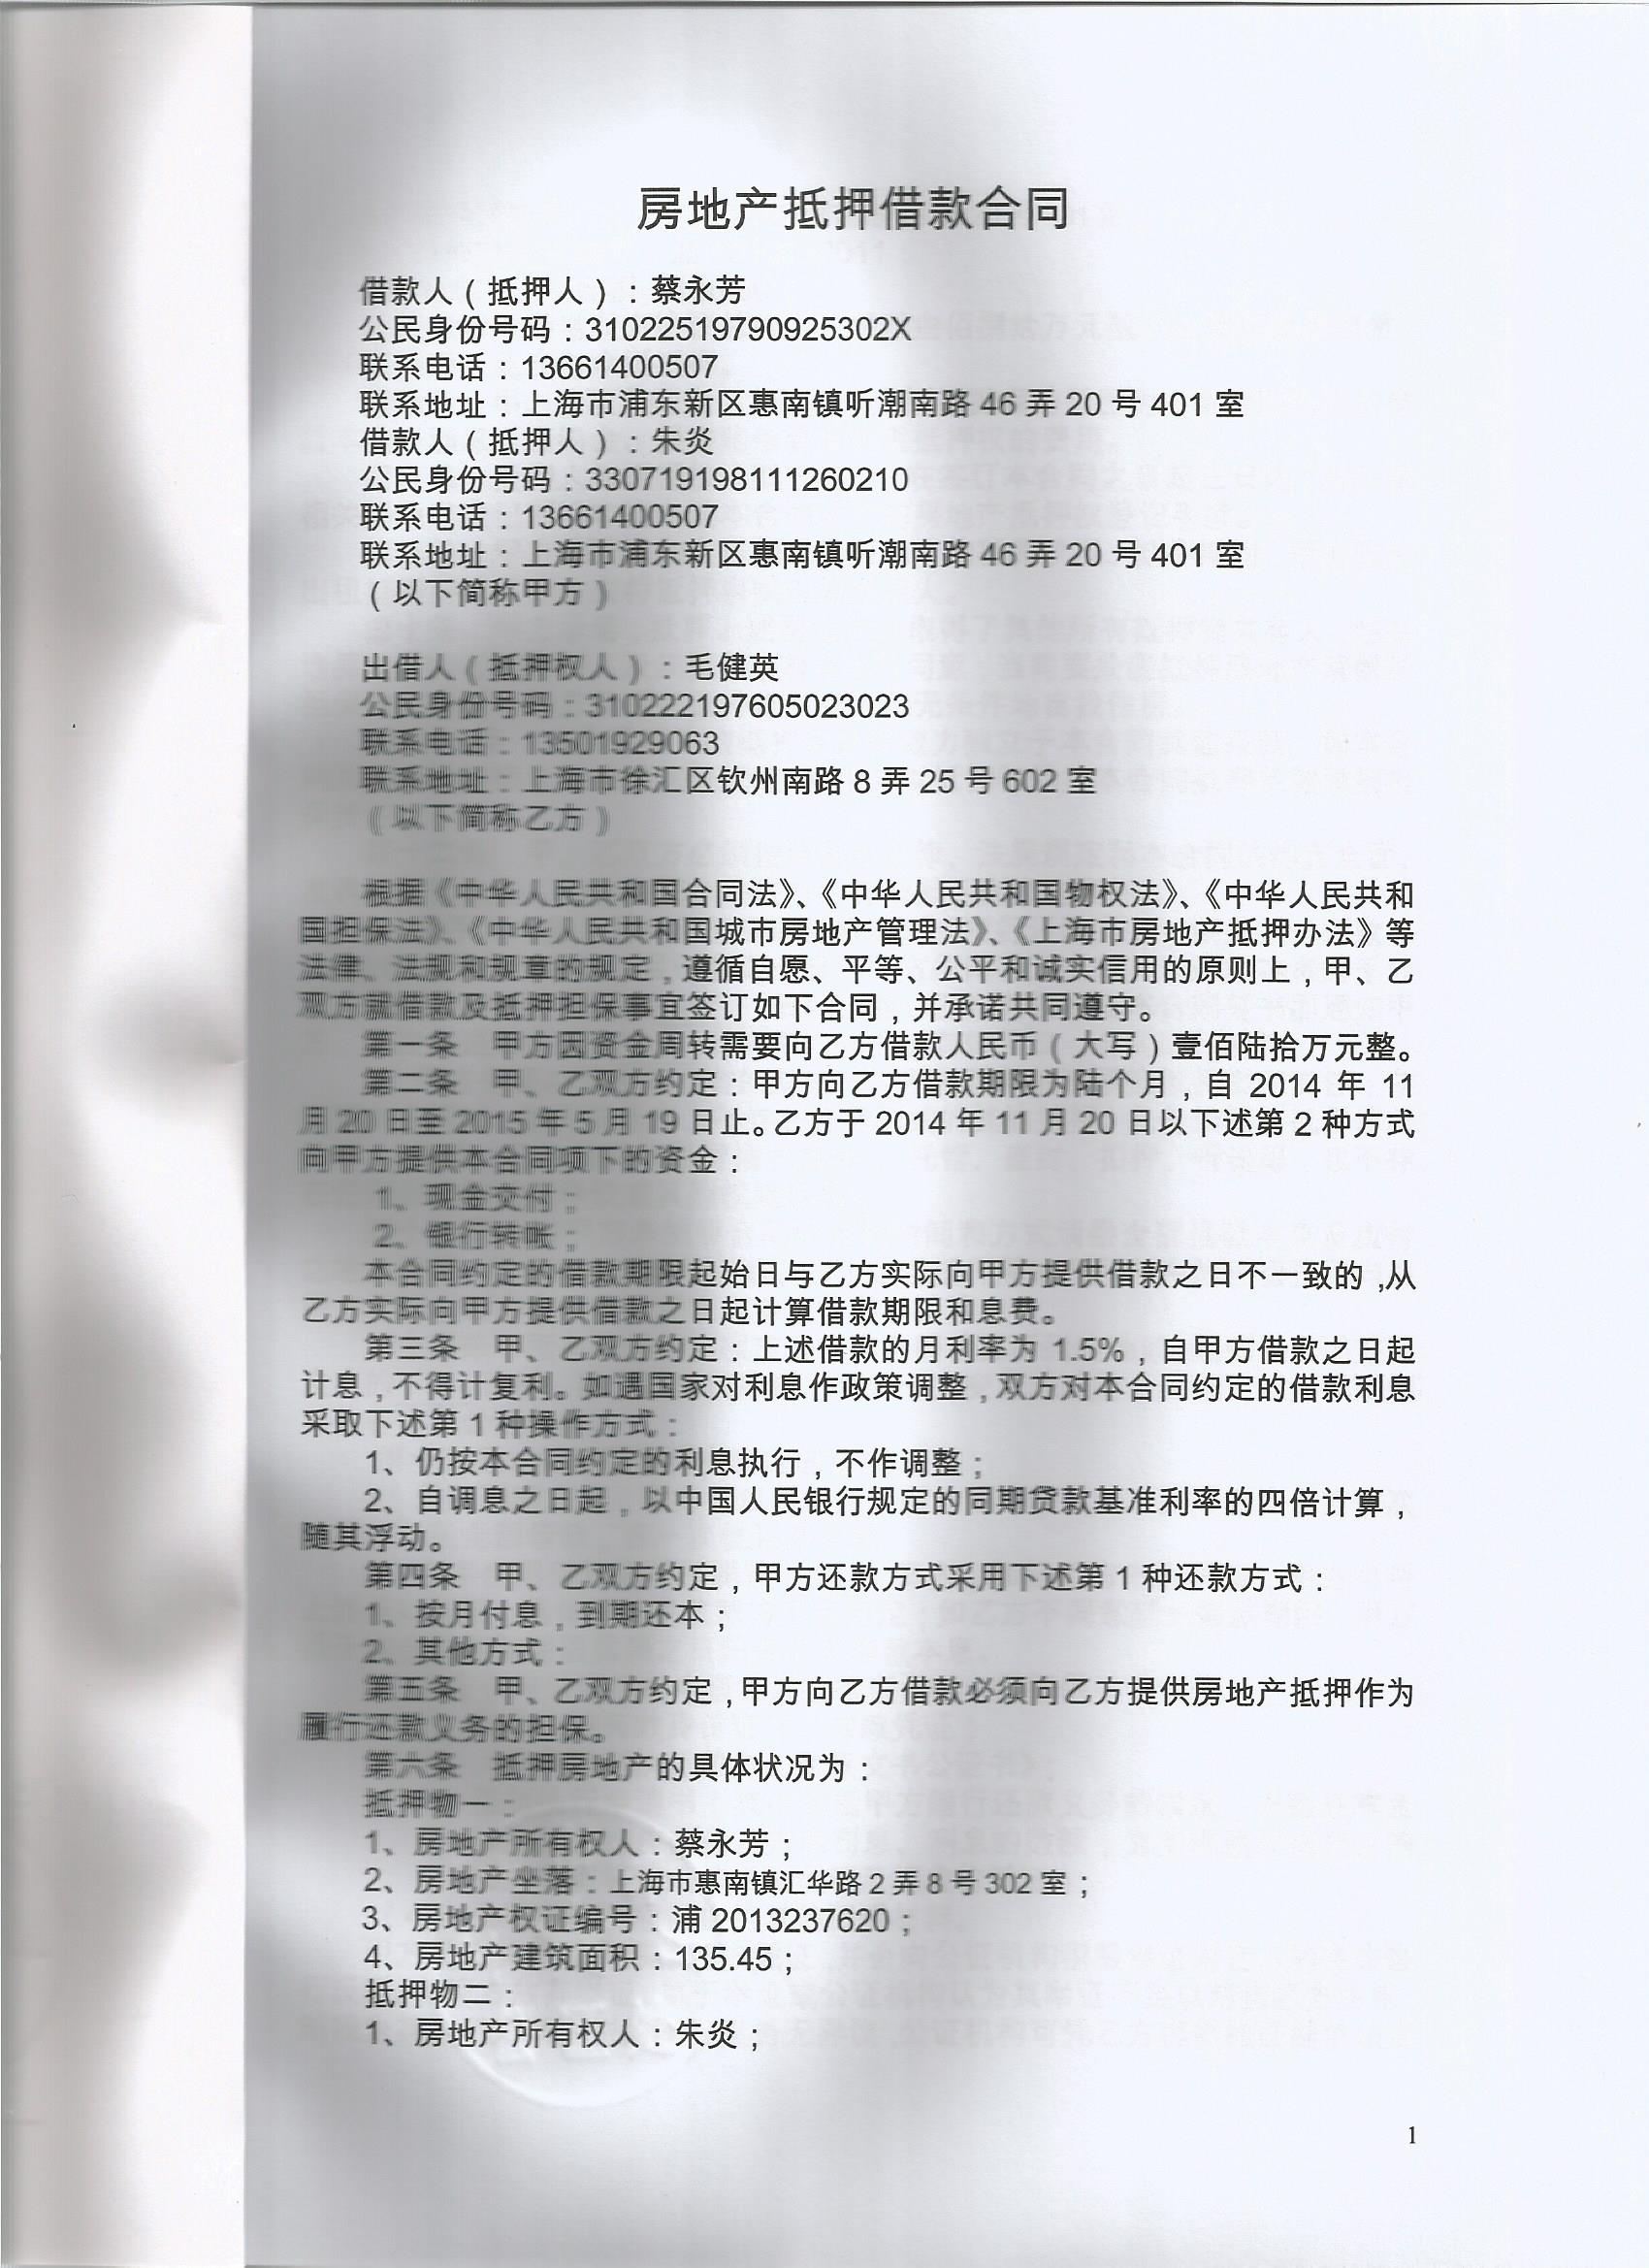 房地产抵押借款合同
借款人（抵押人）：蔡永芳
公民身份号码：31022519790925302X
联系电话：13661400507
联系地址：上海市浦东新区惠南镇听潮南路 46 弄 20 号 401 室
借款人（抵押人）：朱炎
公民身份号码：330719198111260210
联系电话：13661400507
联系地址：上海市浦东新区惠南镇听潮南路 46 弄 20 号 401 室
（以下简称甲方）
出借人（抵押权人）：毛健英
公民身份号码：310222197605023023
联系电话：13501929063
联系地址：上海市徐汇区钦州南路 8 弄 25 号 602 室
（以下简称乙方）
根据《中华人民共和国合同法》、《中华人民共和国物权法》、《中华人民共和
国担保法》、《中华人民共和国城市房地产管理法》、《上海市房地产抵押办法》等
法律、法规和规章的规定，遵循自愿、平等、公平和诚实信用的原则上，甲、乙
双方就借款及抵押担保事宜签订如下合同，并承诺共同遵守。
第一条　甲方因资金周转需要向乙方借款人民币（大写）壹佰陆拾万元整。
第二条　甲、乙双方约定：甲方向乙方借款期限为陆个月，自 2014 年 11
月 20 日至 2015 年 5 月 19 日止。乙方于 2014 年 11 月 20 日以下述第 2 种方式
向甲方提供本合同项下的资金：
1、现金交付；
2、银行转账；
本合同约定的借款期限起始日与乙方实际向甲方提供借款之日不一致的，从
乙方实际向甲方提供借款之日起计算借款期限和息费。
第三条　甲、乙双方约定：上述借款的月利率为 1.5%，自甲方借款之日起
计息，不得计复利。如遇国家对利息作政策调整，双方对本合同约定的借款利息
采取下述第 1 种操作方式：
1、仍按本合同约定的利息执行，不作调整；
2、自调息之日起，以中国人民银行规定的同期贷款基准利率的四倍计算，
随其浮动。
第四条　甲、乙双方约定，甲方还款方式采用下述第 1 种还款方式：
1、按月付息，到期还本；
2、其他方式：
第五条　甲、乙双方约定，甲方向乙方借款必须向乙方提供房地产抵押作为
履行还款义务的担保。
第六条　抵押房地产的具体状况为：
抵押物一：
1、房地产所有权人：蔡永芳；
2、房地产坐落：上海市惠南镇汇华路 2 弄 8 号 302 室；
3、房地产权证编号：浦 2013237620；
4、房地产建筑面积：135.45；
抵押物二：
1、房地产所有权人：朱炎；
1